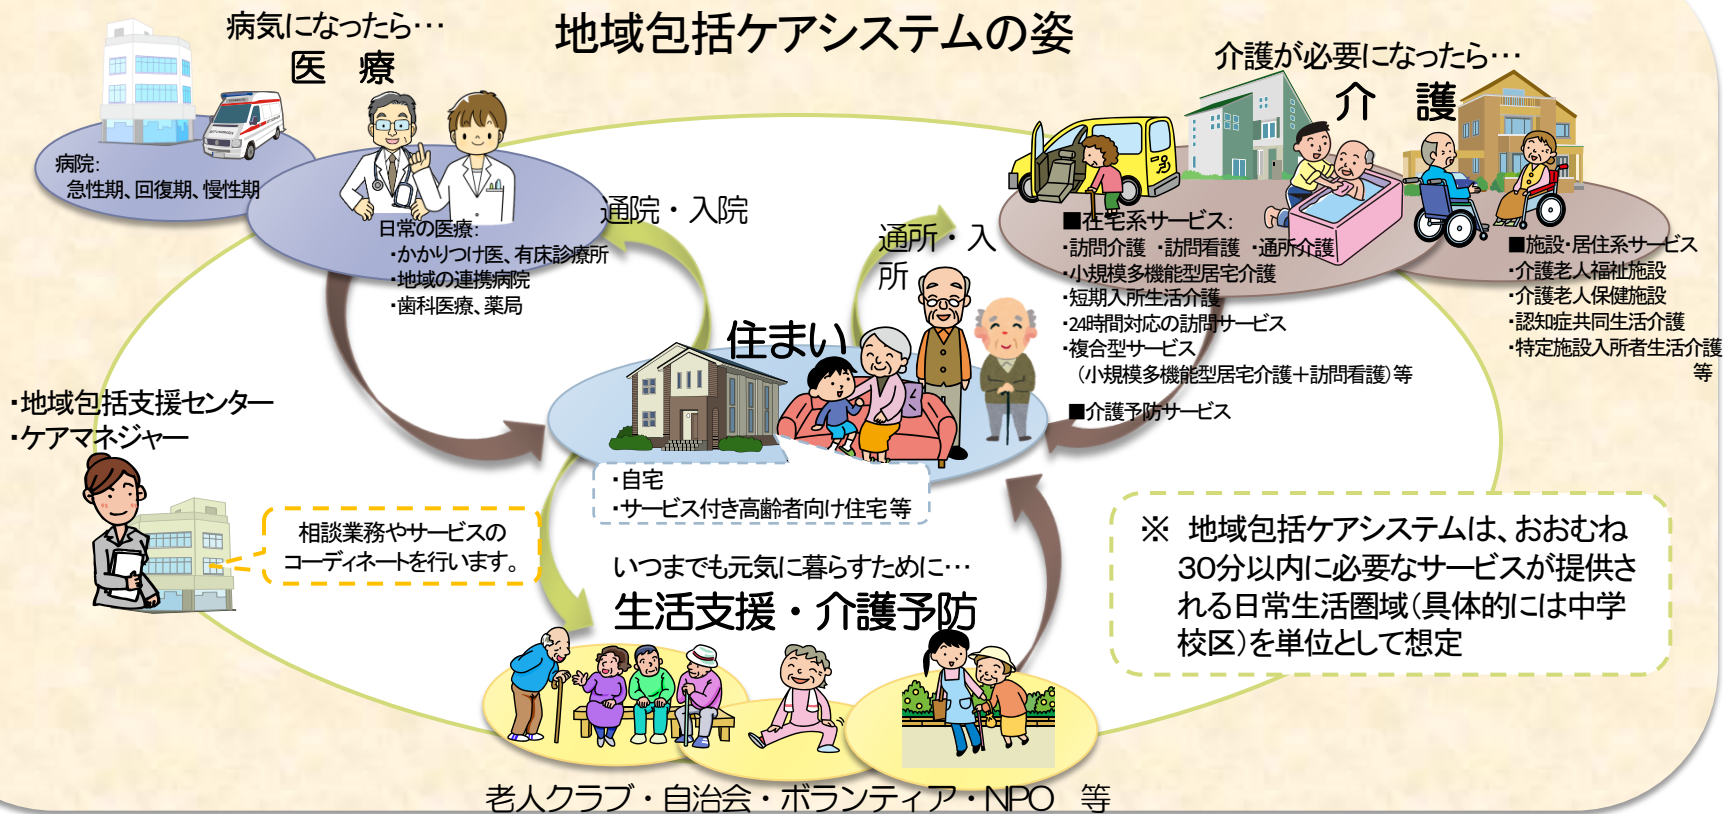 地域包括ケアシステムの姿
病気になったら…
医 療
病院:
急性期、回復期、慢性期
日常の医療:
・かかりつけ医、有床診療所
・地域の連携病院
・歯科医療、薬局
通院・入院
通所・入
所
介護が必要になったら…
介 護
■在宅系サービス:
・訪問介護 ・訪問看護 ・通所介護
・小規模多機能型居宅介護
・短期入所生活介護
・24時間対応の訪問サービス
・複合型サービス
(小規模多機能型居宅介護+訪問看護)等
■介護予防サービス
■施設・居住系サービス
・介護老人福祉施設
・介護老人保健施設
・認知症共同生活介護
・特定施設入所者生活介護
等
住まい
・自宅
・サービス付き高齢者向け住宅 等
・地域包括支援センター
・ケアマネジャー
相談業務やサービスの
コーディネートを行います。
いつまでも元気に暮らすために…
生活支援・介護予防
老人クラブ・自治会・ボランティア・NPO 等
※ 地域包括ケアシステムは、おおむね
30分以内に必要なサービスが提供さ
れる日常生活圏域(具体的には中学
校区)を単位として想定